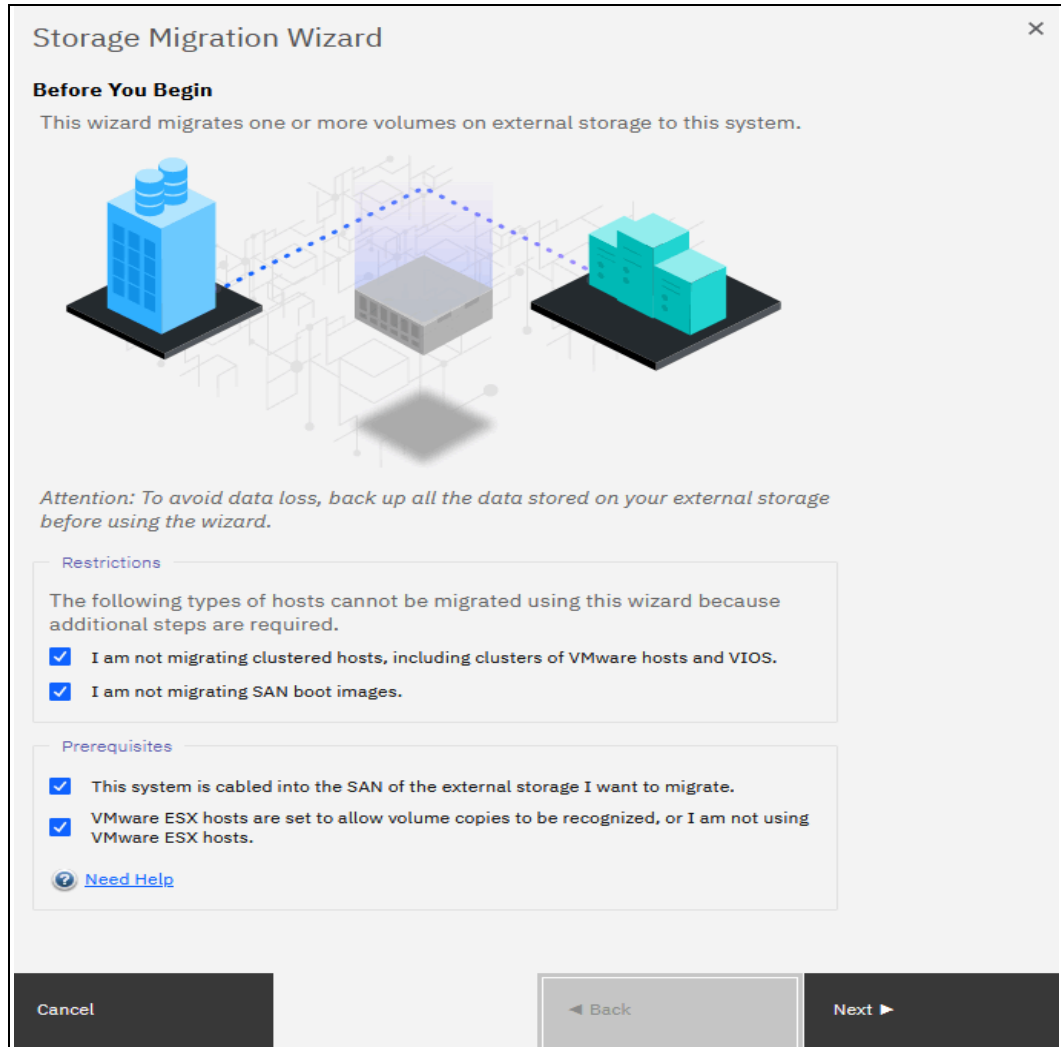 Storage Migration Wizard
×
Before You Begin
This wizard migrates one or more volumes on external storage to this system.
Attention: To avoid data loss, back up all the data stored on your external storage
before using the wizard.
Restrictions
The following types of hosts cannot be migrated using this wizard because
additional steps are required.
I am not migrating clustered hosts, including clusters of VMware hosts and VIOS.
I am not migrating SAN boot images.
Prerequisites
This system is cabled into the SAN of the external storage I want to migrate.
VMware ESX hosts are set to allow volume copies to be recognized, or I am not using
VMware ESX hosts.
? Need Help
Cancel
◄ Back
Next ►